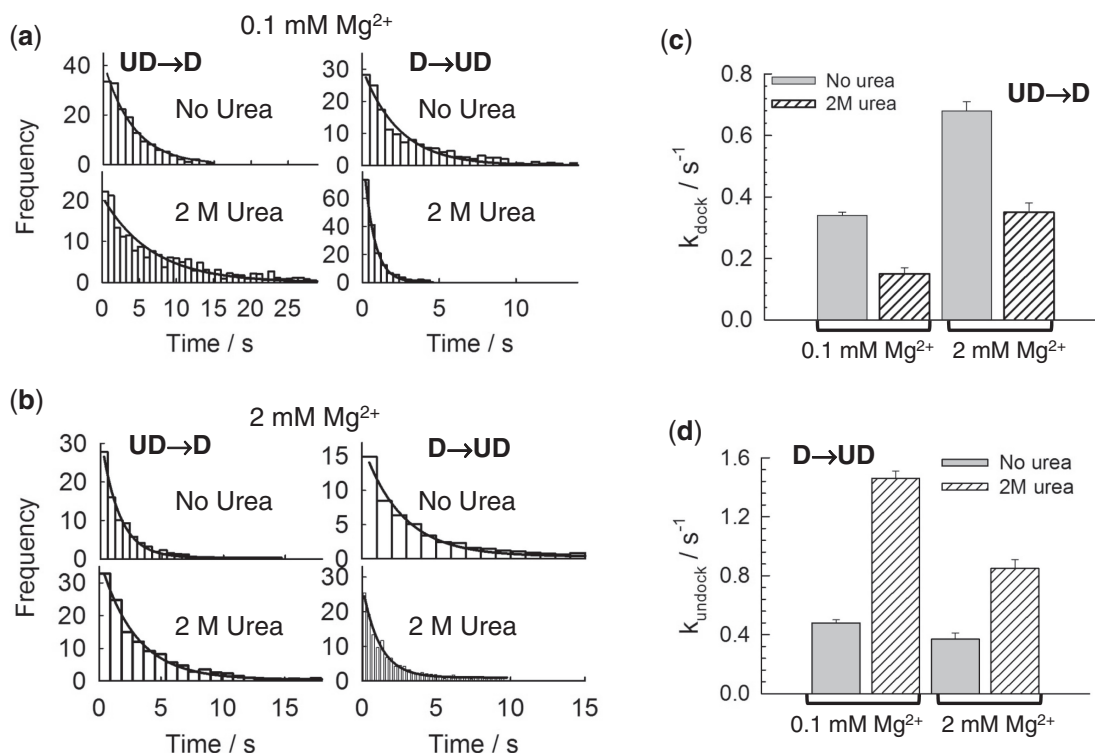 (a)
0.1 mM Mg²⁺
UD→D
D→UD
No Urea
No Urea
40
20
0
30
20
10
0
2 M Urea
2 M Urea
20
10
0
60
40
20
0
Frequency
0 5 10 15 20 25
0 5 10
Time / s
Time / s
(b)
2 mM Mg²⁺
UD→D
D→UD
No Urea
No Urea
30
20
10
0
15
10
5
0
2 M Urea
2 M Urea
30
20
10
0
30
20
10
0
Frequency
0 5 10 15
0 5 10 15
Time / s
Time / s
(c)
No urea
2M urea
UD→D
0.8
0.6
0.4
0.2
0.0
k_dock / s⁻¹
0.1 mM Mg²⁺ 2 mM Mg²⁺
(d)
D→UD
No urea
2M urea
1.6
1.2
0.8
0.4
0.0
k_undock / s⁻¹
0.1 mM Mg²⁺ 2 mM Mg²⁺